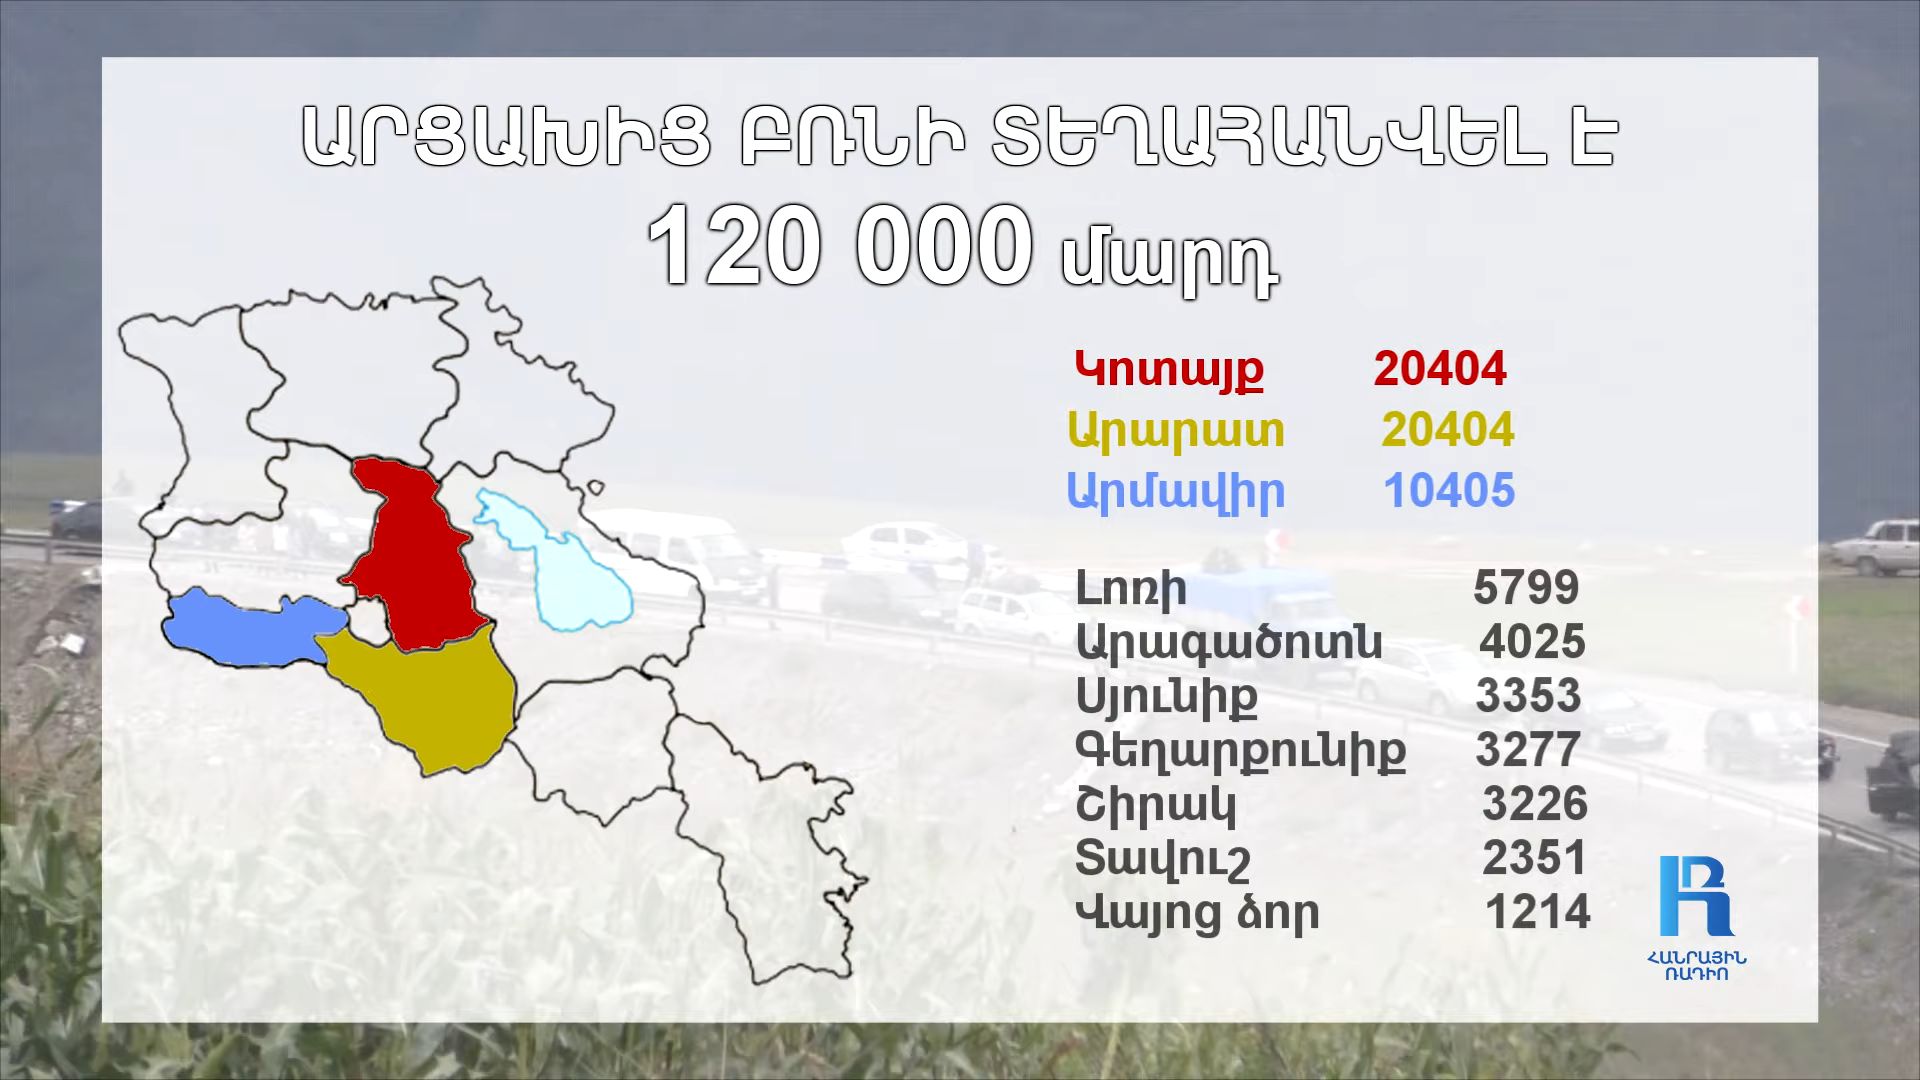 ԱՐՑԱԽԻՑ ԲՌՆԻ ՏԵՂԱՀԱՆՎԵԼ Է
120 000 մարդ
Կոտայք 20404
Արարատ 20404
Արմավիր 10405
Լոռի 5799
Արագածոտն 4025
Սյունիք 3353
Գեղարքունիք 3277
Շիրակ 3226
Տավուշ 2351
Վայոց ձոր 1214
ՀԱՆՐԱՅԻՆ
ՌԱԴԻՈ